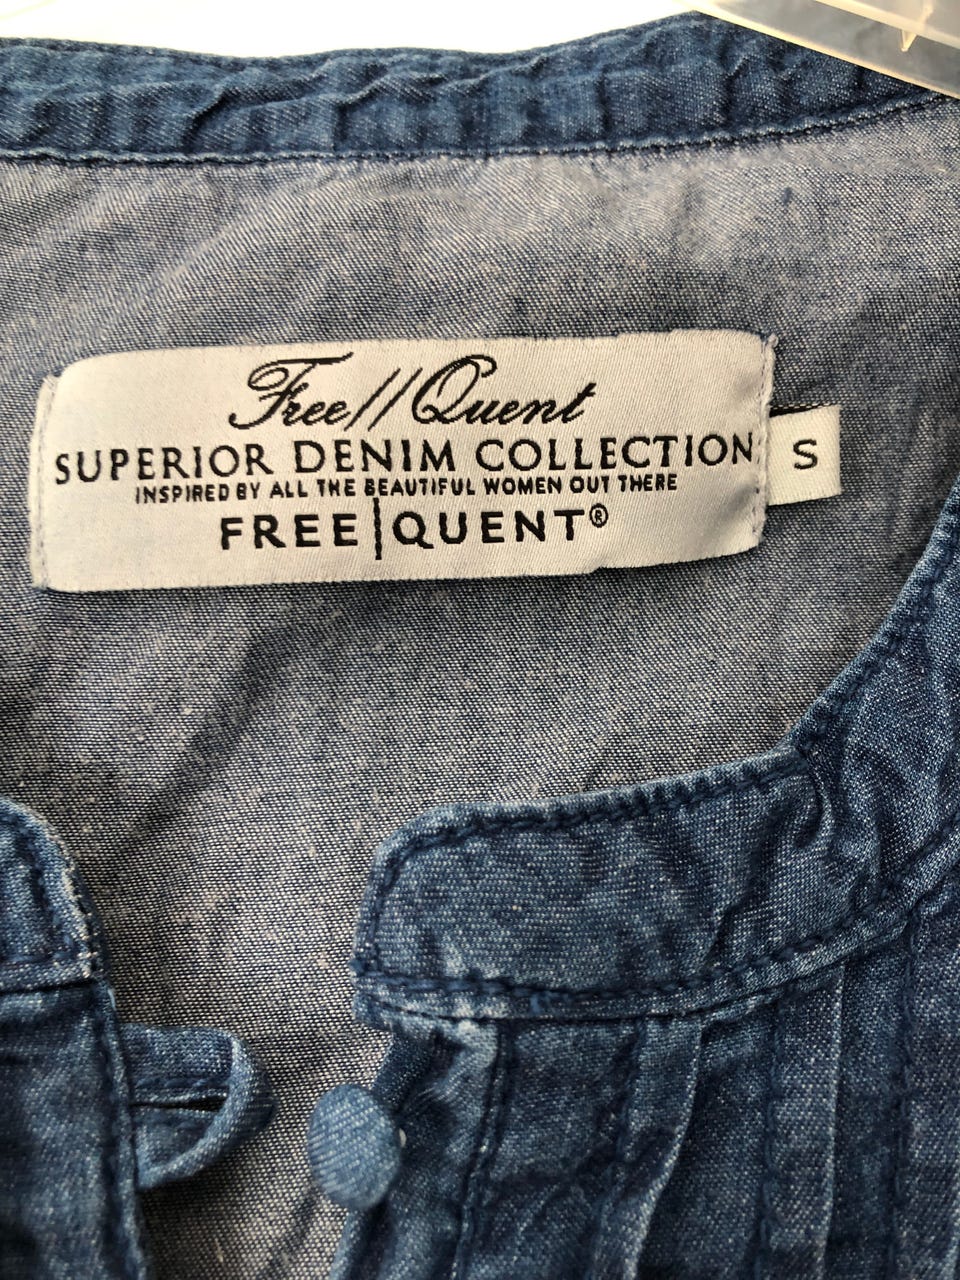 Free//Quent
SUPERIOR DENIM COLLECTION
INSPIRED BY ALL THE BEAUTIFUL WOMEN OUT THERE
FREE|QUENT®
S